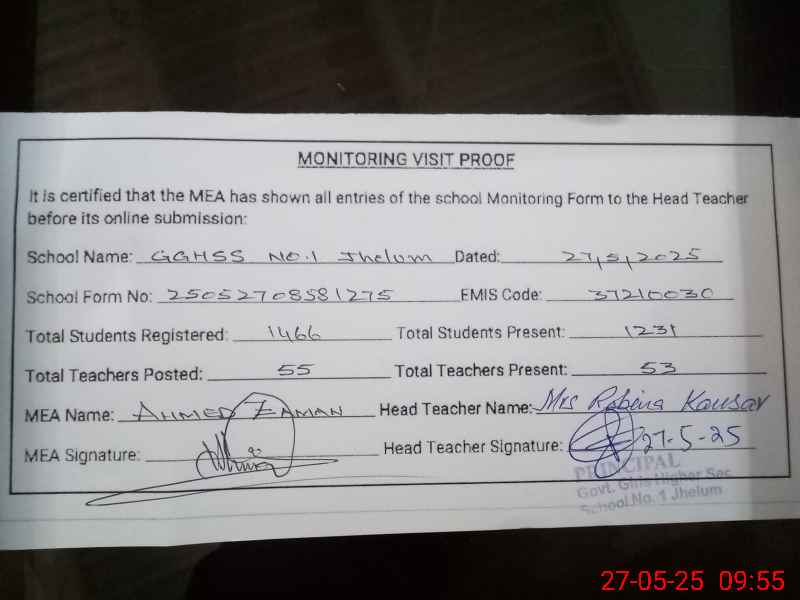 MONITORING VISIT PROOF
It is certified that the MEA has shown all entries of the school Monitoring Form to the Head Teacher
before its online submission:
School Name: GGHSS NO.1 Jhelum Dated: 27,5,2025
School Form No: 25052708581275 EMIS Code: 37210030
Total Students Registered: 1466 Total Students Present: 1231
Total Teachers Posted: 55 Total Teachers Present: 53
MEA Name: AHMED ZAMAN Head Teacher Name: Mrs Robina Kausar
MEA Signature: Head Teacher Signature: 27-5-25
PRINCIPAL
Govt. Girls Higher Sec
School No. 1 Jhelum
27-05-25 09:55